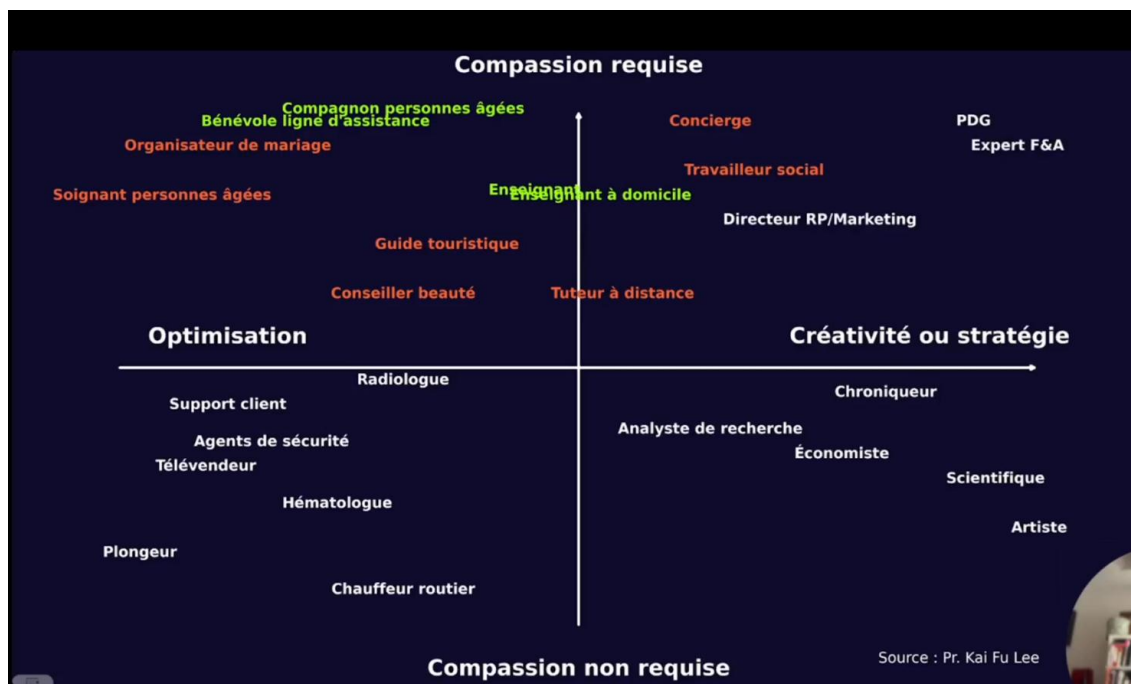 Compassion requise
Compagnon personnes âgées
Bénévole ligne d'assistance
Concierge
PDG
Organisateur de mariage
Expert F&A
Travailleur social
Soignant personnes âgées
Enseignant
Enseignant à domicile
Directeur RP/Marketing
Guide touristique
Conseiller beauté
Tuteur à distance
Optimisation
Créativité ou stratégie
Radiologue
Chroniqueur
Support client
Analyste de recherche
Agents de sécurité
Économiste
Télévendeur
Scientifique
Hématologue
Artiste
Plongeur
Chauffeur routier
Source : Pr. Kai Fu Lee
Compassion non requise